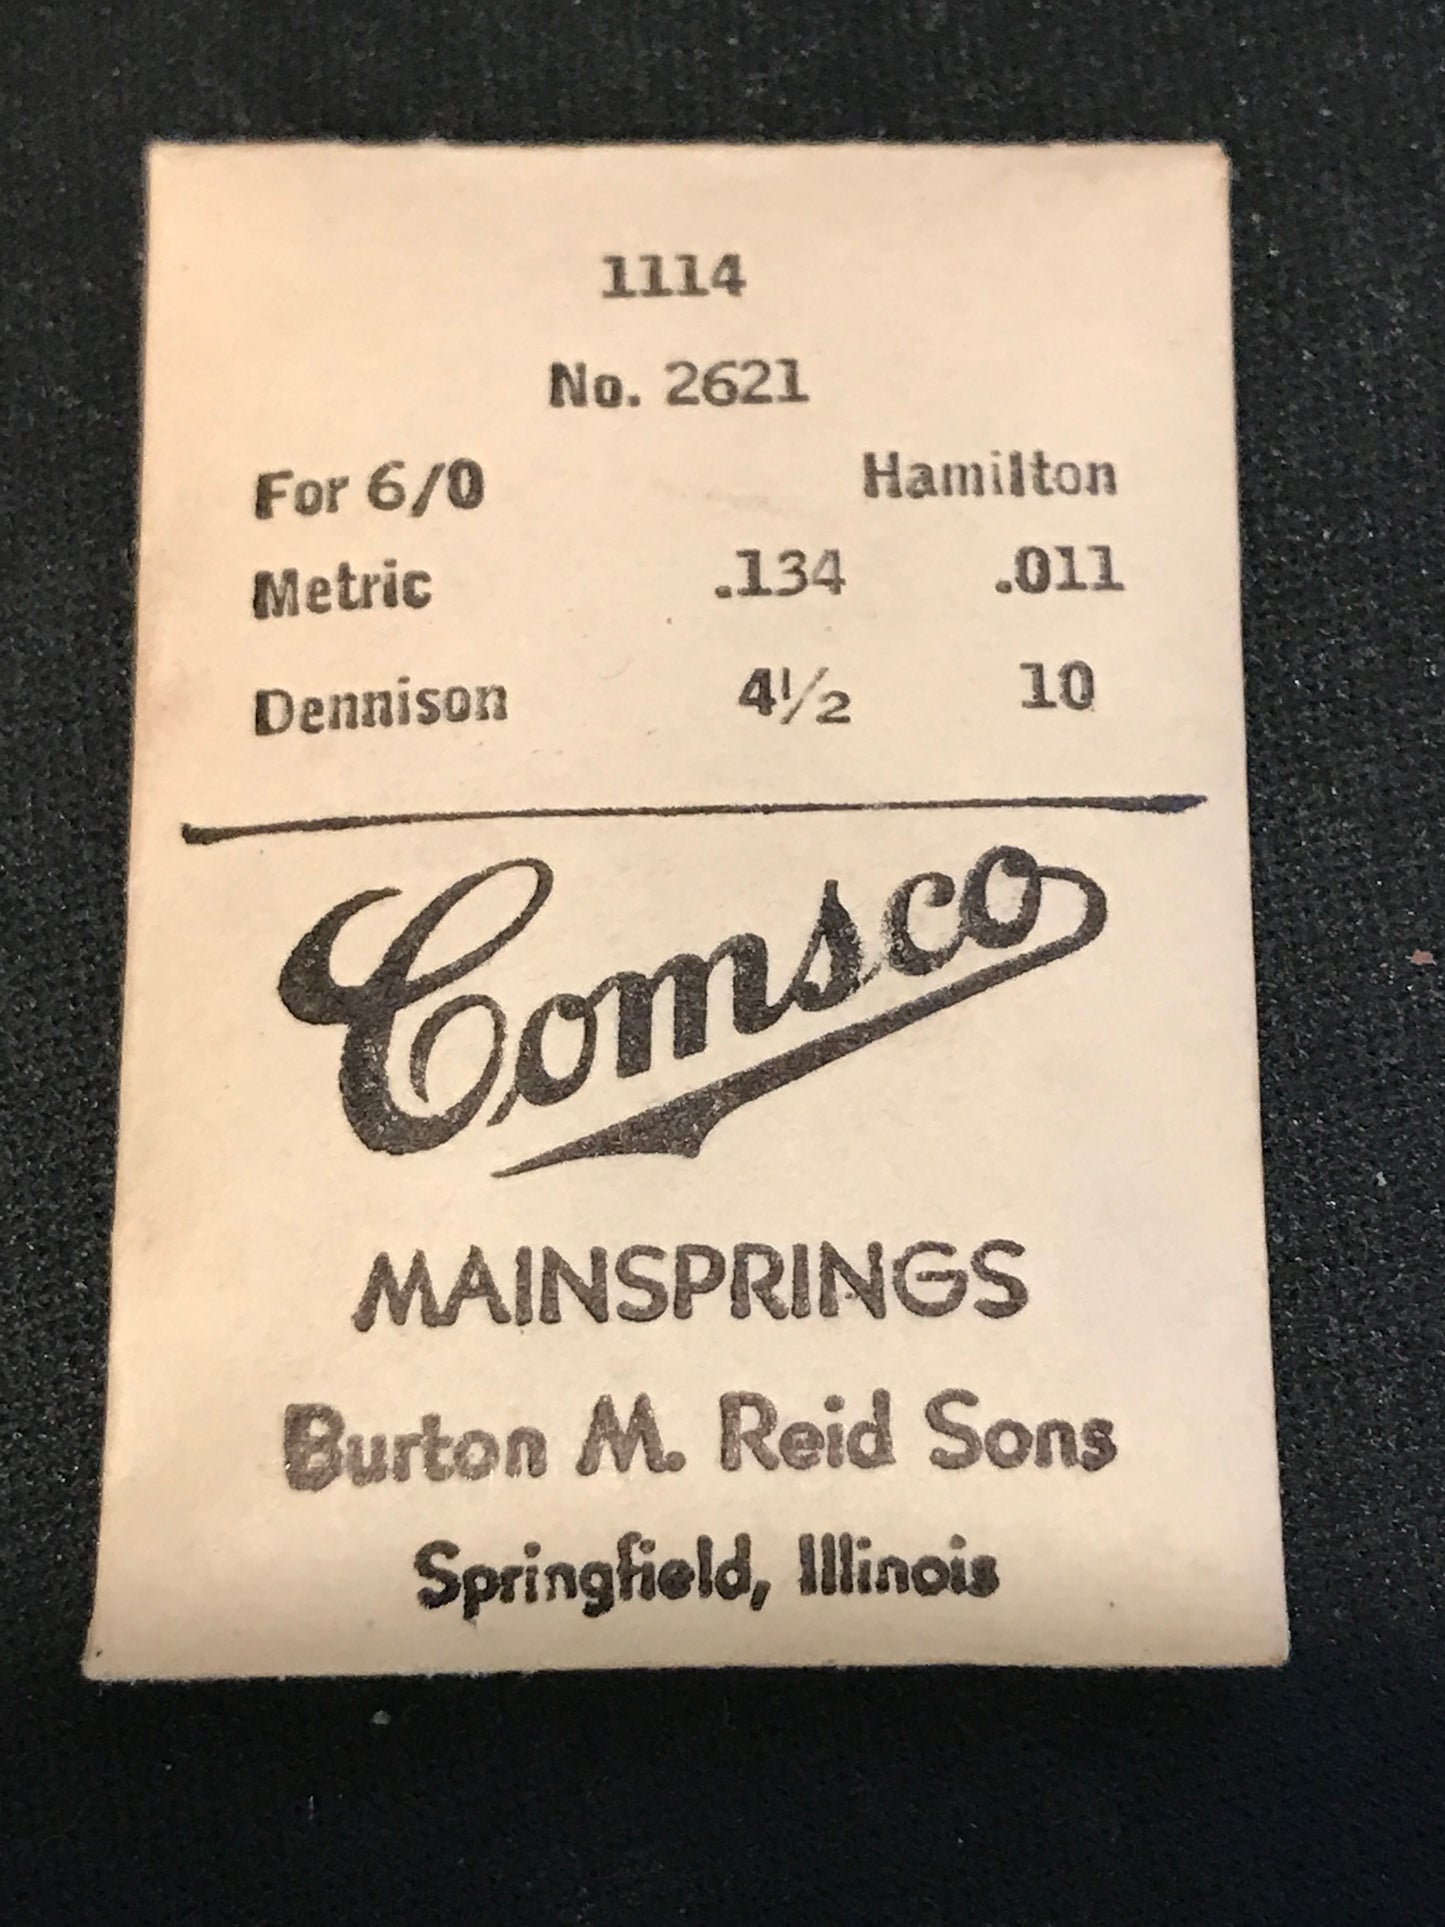 1114
No. 2621
For 6/0 Hamilton
Metric .134 .011
Dennison 4½ 10
Comsco
MAINSPRINGS
Burton M. Reid Sons
Springfield, Illinois